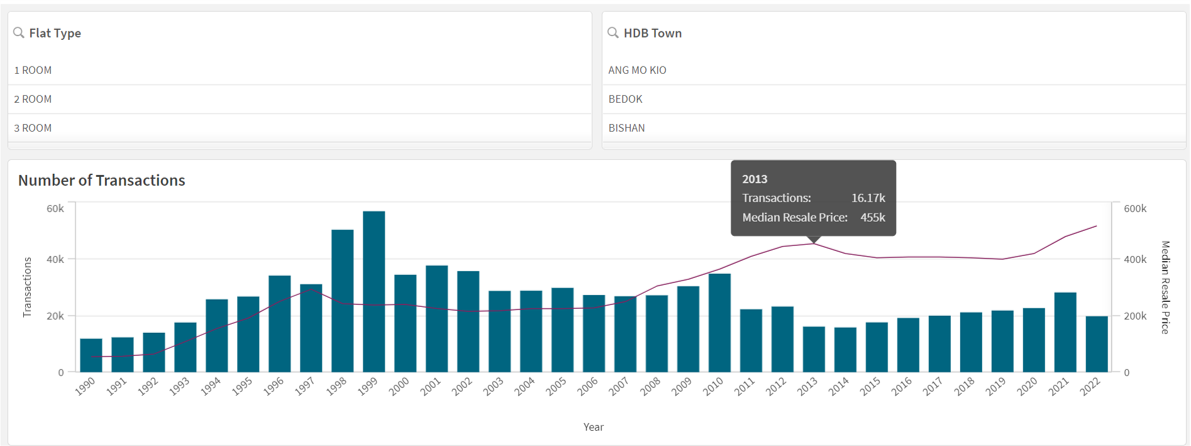 Flat Type
1 ROOM
2 ROOM
3 ROOM
HDB Town
ANG MO KIO
BEDOK
BISHAN
Number of Transactions
2013
Transactions: 16.17k
Median Resale Price: 455k
Transactions
60k
40k
20k
0
600k
400k
200k
0
Median Resale Price
1990 1991 1992 1993 1994 1995 1996 1997 1998 1999 2000 2001 2002 2003 2004 2005 2006 2007 2008 2009 2010 2011 2012 2013 2014 2015 2016 2017 2018 2019 2020 2021 2022
Year